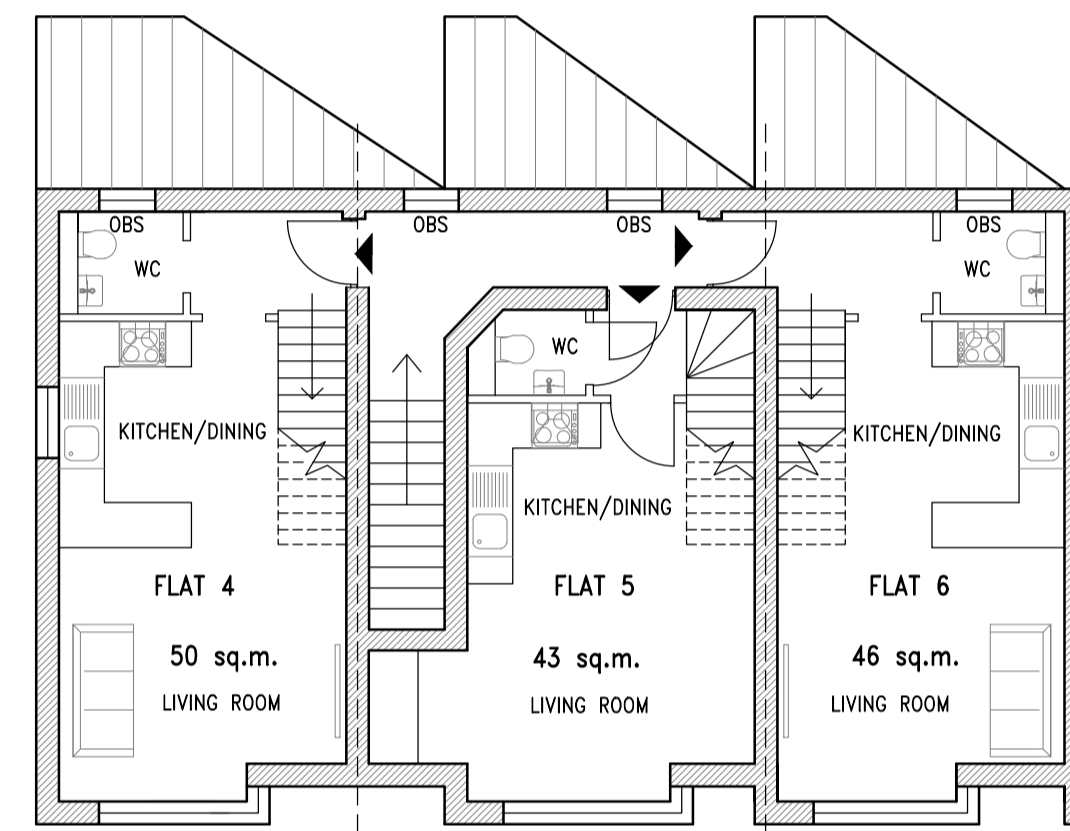 OBS
OBS
OBS
OBS
WC
WC
WC
KITCHEN/DINING
KITCHEN/DINING
KITCHEN/DINING
FLAT 4
FLAT 5
FLAT 6
50 sq.m.
43 sq.m.
46 sq.m.
LIVING ROOM
LIVING ROOM
LIVING ROOM